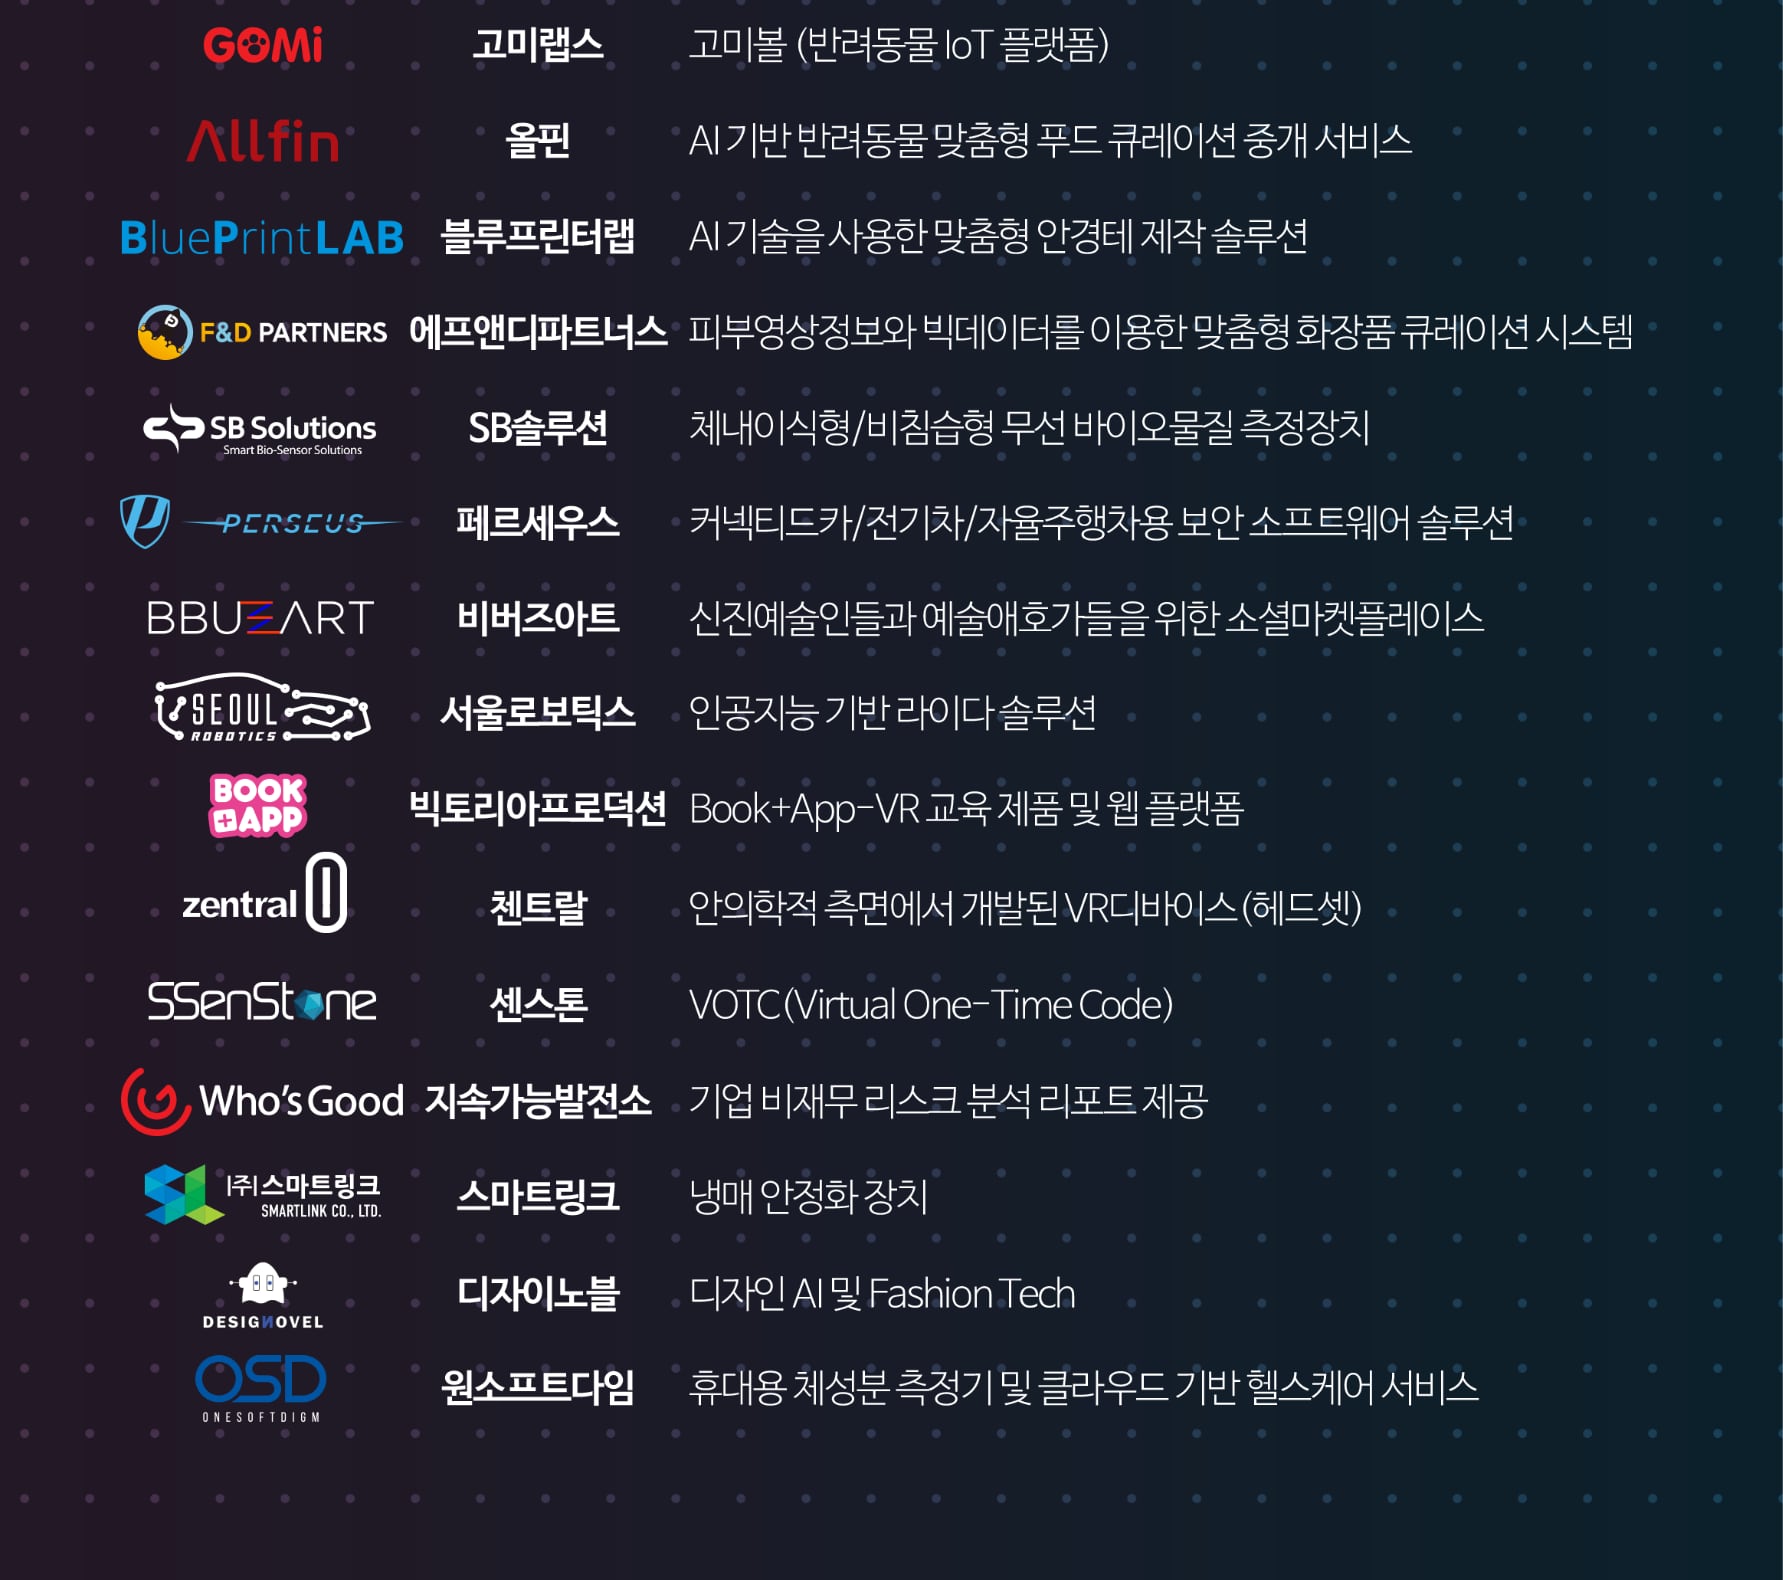 GOMi 고미랩스 고미볼 (반려동물 IoT 플랫폼)
Allfin 올핀 AI 기반 반려동물 맞춤형 푸드 큐레이션 중개 서비스
BluePrintLAB 블루프린터랩 AI 기술을 사용한 맞춤형 안경테 제작 솔루션
F&D PARTNERS 에프앤디파트너스 피부영상정보와 빅데이터를 이용한 맞춤형 화장품 큐레이션 시스템
SB Solutions SB솔루션 체내이식형/비침습형 무선 바이오물질 측정장치
Smart Bio-Sensor Solutions
PERSEUS 페르세우스 커넥티드카/전기차/자율주행차용 보안 소프트웨어 솔루션
BBUZART 비버즈아트 신진예술인들과 예술애호가들을 위한 소셜마켓플레이스
SEOUL 서울로보틱스 인공지능 기반 라이다 솔루션
ROBOTICS
BOOK
+APP 빅토리아프로덕션 Book+App-VR 교육 제품 및 웹 플랫폼
zentral 첸트랄 안의학적 측면에서 개발된 VR디바이스(헤드셋)
SSenStone 센스톤 VOTC(Virtual One-Time Code)
Who's Good 지속가능발전소 기업 비재무 리스크 분석 리포트 제공
|주|스마트링크 스마트링크 냉매 안정화 장치
SMARTLINK CO., LTD.
DESIGNOVEL 디자이노블 디자인 AI 및 Fashion Tech
OSD 원소프트다임 휴대용 체성분 측정기 및 클라우드 기반 헬스케어 서비스
ONESOFTDIGM